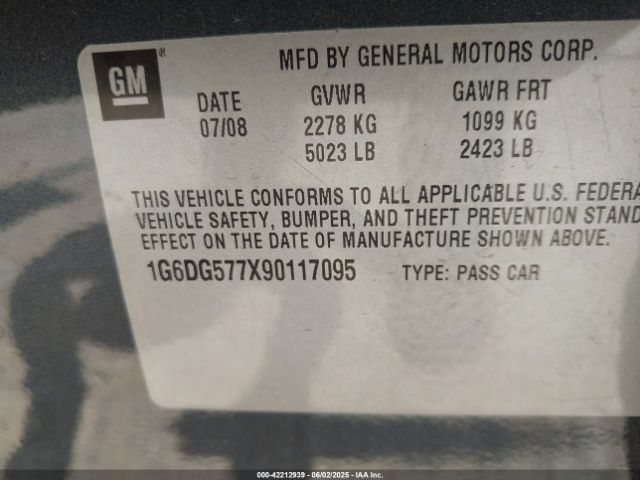 GM
MFD BY GENERAL MOTORS CORP.
DATE GVWR GAWR FRT
07/08 2278 KG 1099 KG
5023 LB 2423 LB
THIS VEHICLE CONFORMS TO ALL APPLICABLE U.S. FEDERA
VEHICLE SAFETY, BUMPER, AND THEFT PREVENTION STAND
EFFECT ON THE DATE OF MANUFACTURE SHOWN ABOVE.
1G6DG577X90117095 TYPE: PASS CAR
000-42212939 | 06/02/2025 | IAA Inc.